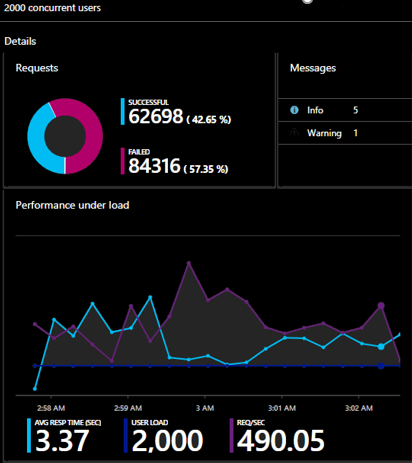 2000 concurrent users
Details
Requests
SUCCESSFUL
62698 ( 42.65 %)
FAILED
84316 ( 57.35 %)
Messages
Info 5
Warning 1
Performance under load
2:58 AM 2:59 AM 3 AM 3:01 AM 3:02 AM
AVG RESP TIME (SEC) USER LOAD REQ/SEC
3.37 2,000 490.05